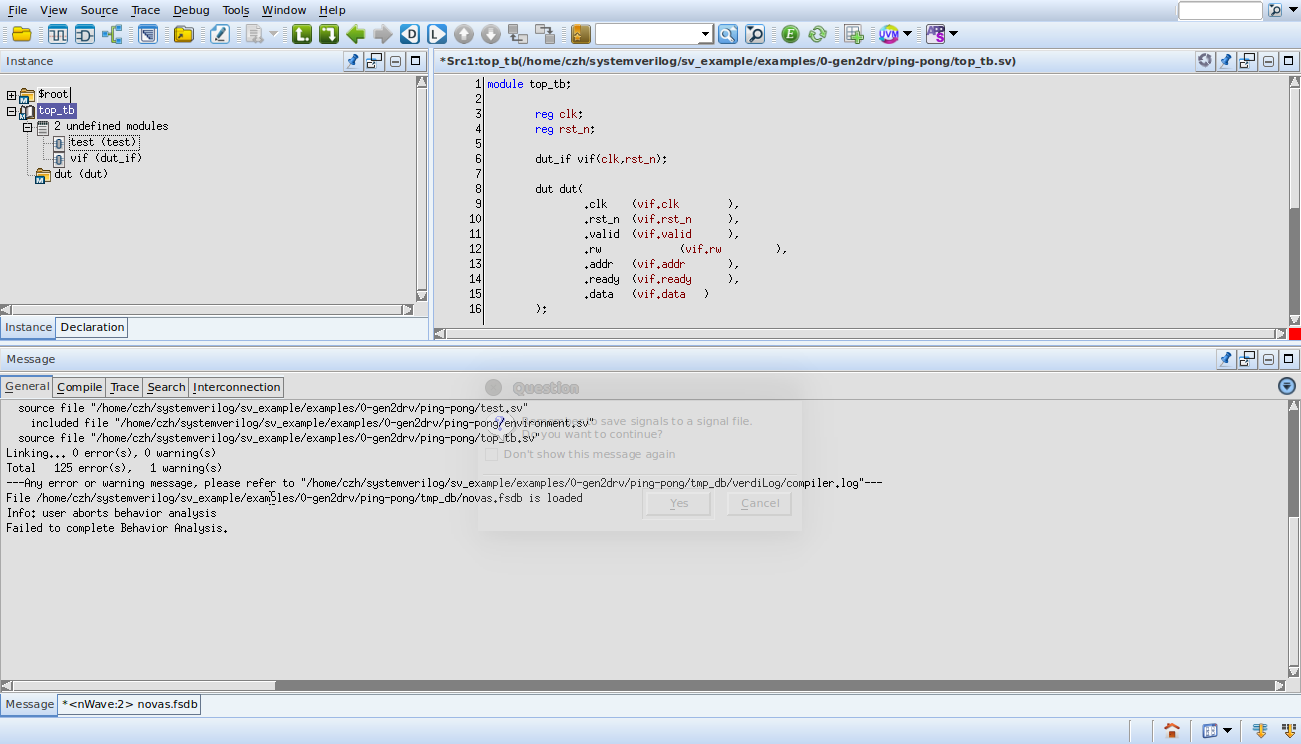 File View Source Trace Debug Tools Window Help
Instance
$root
top_tb
2 undefined modules
test (test)
vif (dut_if)
dut (dut)
Instance Declaration
*Src1:top_tb(/home/czh/systemverilog/sv_example/examples/0-gen2drv/ping-pong/top_tb.sv)
1 module top_tb;
2
3 reg clk;
4 reg rst_n;
5
6 dut_if vif(clk,rst_n);
7
8 dut dut(
9 .clk (vif.clk ),
10 .rst_n (vif.rst_n ),
11 .valid (vif.valid ),
12 .rw (vif.rw ),
13 .addr (vif.addr ),
14 .ready (vif.ready ),
15 .data (vif.data )
16 );
Message
General Compile Trace Search Interconnection
source file "/home/czh/systemverilog/sv_example/examples/0-gen2drv/ping-pong/test.sv"
included file "/home/czh/systemverilog/sv_example/examples/0-gen2drv/ping-pong/environment.sv"
source file "/home/czh/systemverilog/sv_example/examples/0-gen2drv/ping-pong/top_tb.sv"
Linking... 0 error(s), 0 warning(s)
Total 125 error(s), 1 warning(s)
---Any error or warning message, please refer to "/home/czh/systemverilog/sv_example/examples/0-gen2drv/ping-pong/tmp_db/verdiLog/compiler.log"---
File /home/czh/systemverilog/sv_example/examples/0-gen2drv/ping-pong/tmp_db/novas.fsdb is loaded
Info: user aborts behavior analysis
Failed to complete Behavior Analysis.
Question
to save signals to a signal file.
Do you want to continue?
Don't show this message again
Yes Cancel
Message *<nWave:2> novas.fsdb